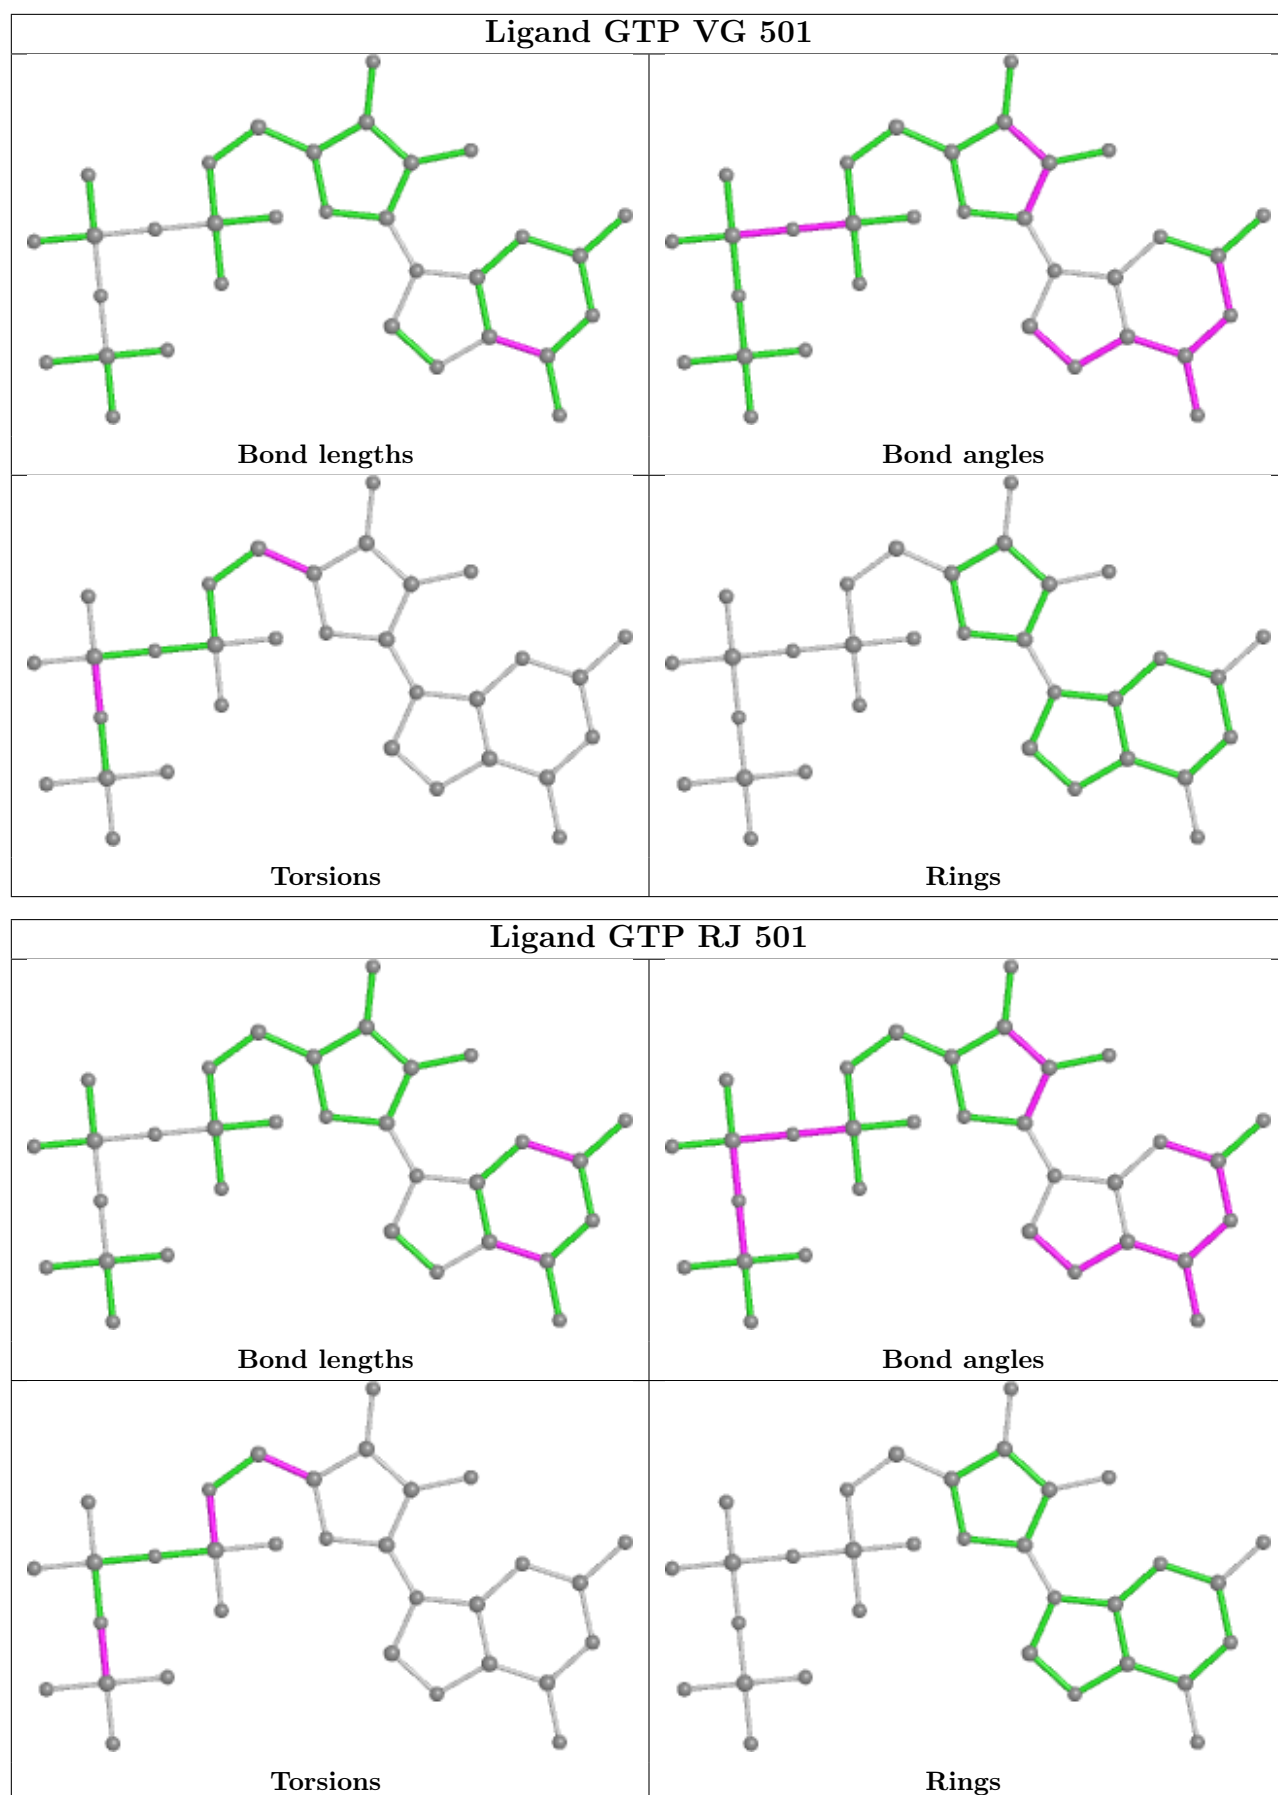 Ligand GTP VG 501
Bond lengths
Bond angles
Torsions
Rings
Ligand GTP RJ 501
Bond lengths
Bond angles
Torsions
Rings